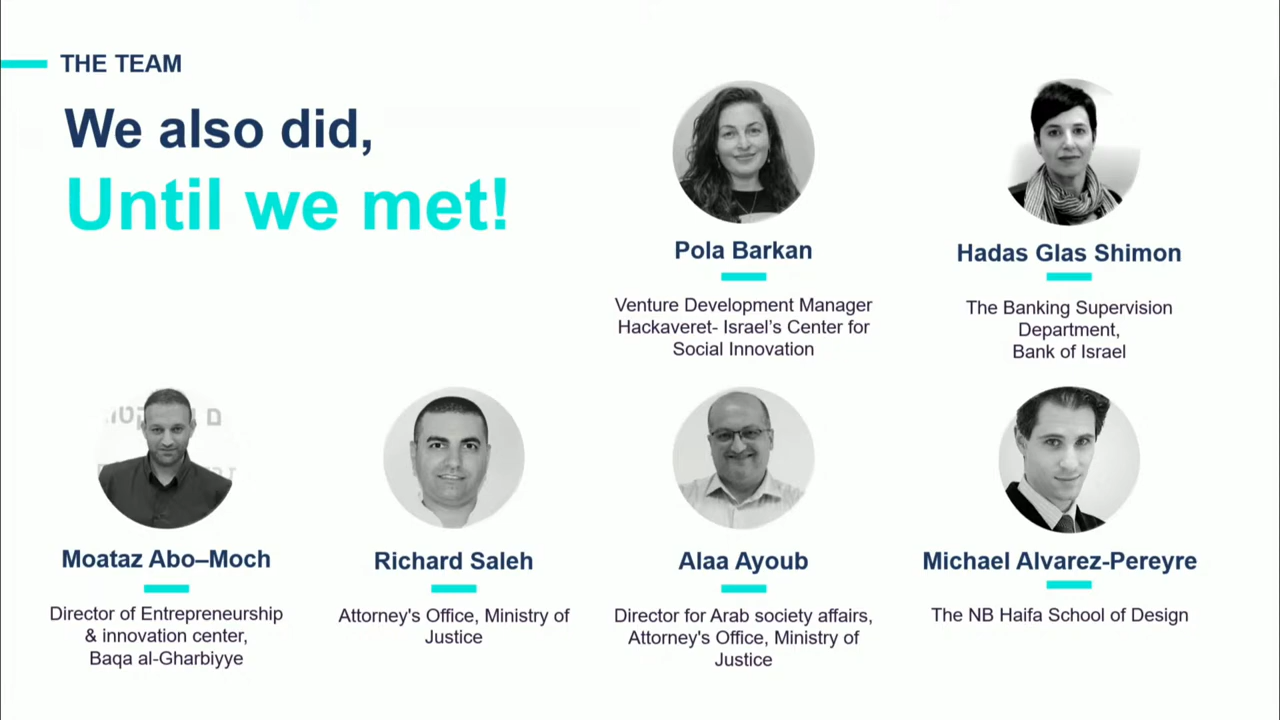 THE TEAM
We also did,
Until we met!
Pola Barkan
Venture Development Manager
Hackaveret- Israel's Center for
Social Innovation
Hadas Glas Shimon
The Banking Supervision
Department,
Bank of Israel
Moataz Abo–Moch
Director of Entrepreneurship
& innovation center,
Baqa al-Gharbiyye
Richard Saleh
Attorney's Office, Ministry of
Justice
Alaa Ayoub
Director for Arab society affairs,
Attorney's Office, Ministry of
Justice
Michael Alvarez-Pereyre
The NB Haifa School of Design